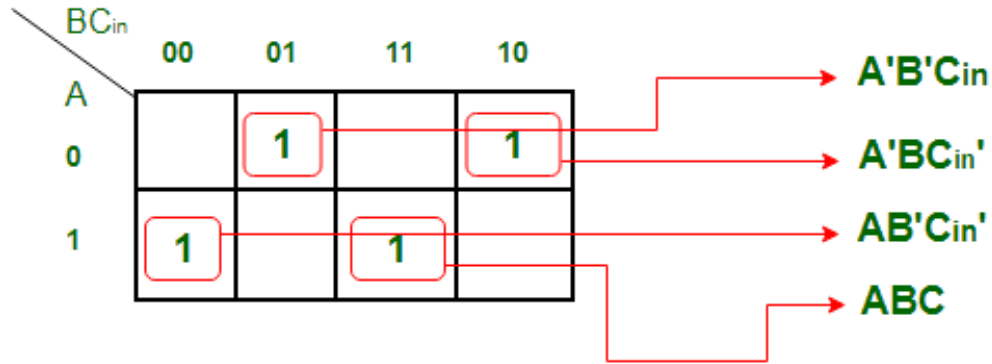 BCin
00 01 11 10
A
0 1 1
1 1 1
A'B'Cin
A'BCin'
AB'Cin'
ABC